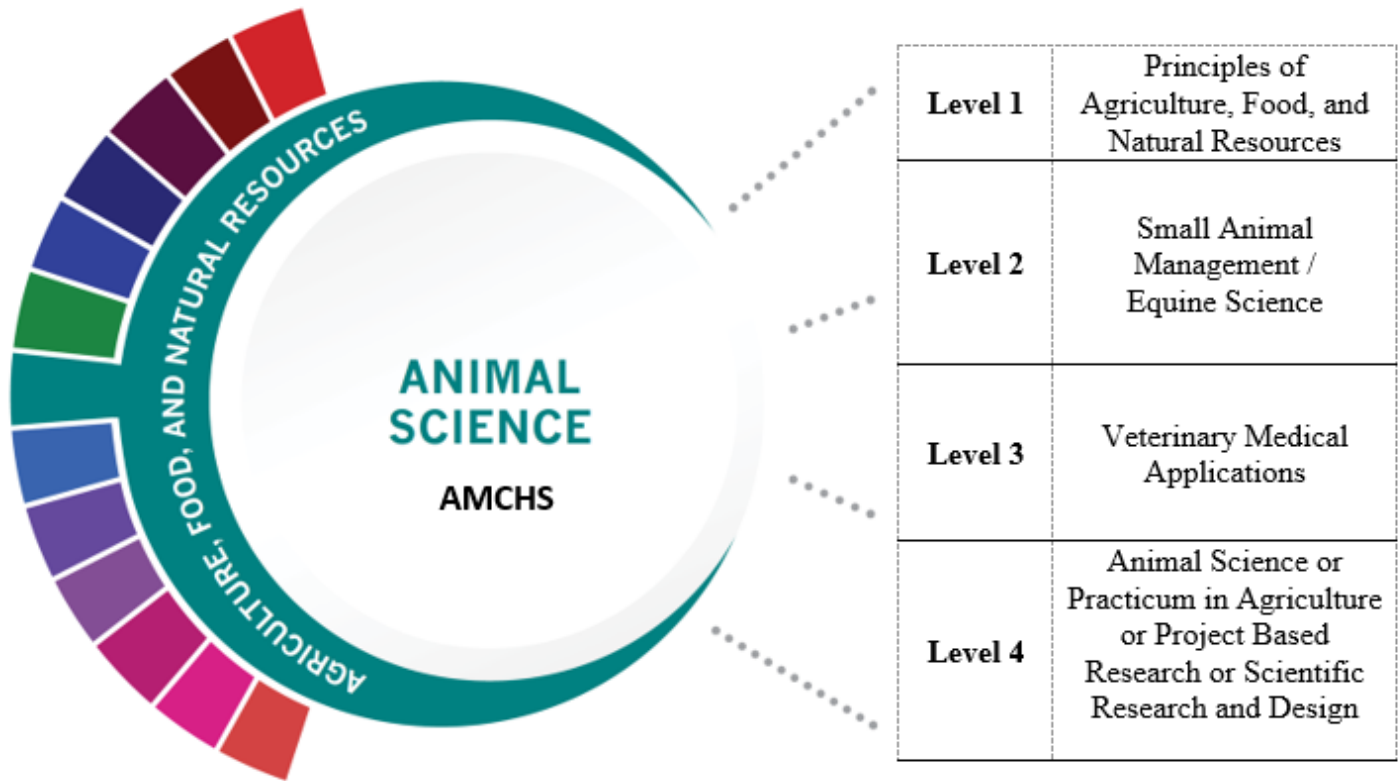 AGRICULTURE, FOOD, AND NATURAL RESOURCES
ANIMAL
SCIENCE
AMCHS
Level 1
Principles of
Agriculture, Food, and
Natural Resources
Level 2
Small Animal
Management /
Equine Science
Level 3
Veterinary Medical
Applications
Level 4
Animal Science or
Practicum in Agriculture
or Project Based
Research or Scientific
Research and Design